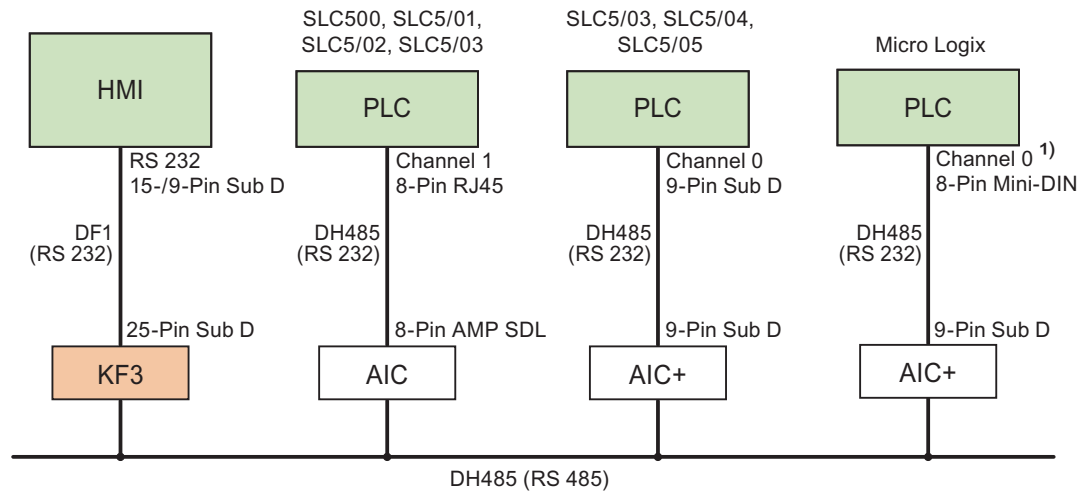 SLC500, SLC5/01,
SLC5/02, SLC5/03
SLC5/03, SLC5/04,
SLC5/05
Micro Logix
HMI
PLC
PLC
PLC
RS 232
15-/9-Pin Sub D
Channel 1
8-Pin RJ45
Channel 0
9-Pin Sub D
Channel 0 1)
8-Pin Mini-DIN
DF1
(RS 232)
DH485
(RS 232)
DH485
(RS 232)
DH485
(RS 232)
25-Pin Sub D
8-Pin AMP SDL
9-Pin Sub D
9-Pin Sub D
KF3
AIC
AIC+
AIC+
DH485 (RS 485)